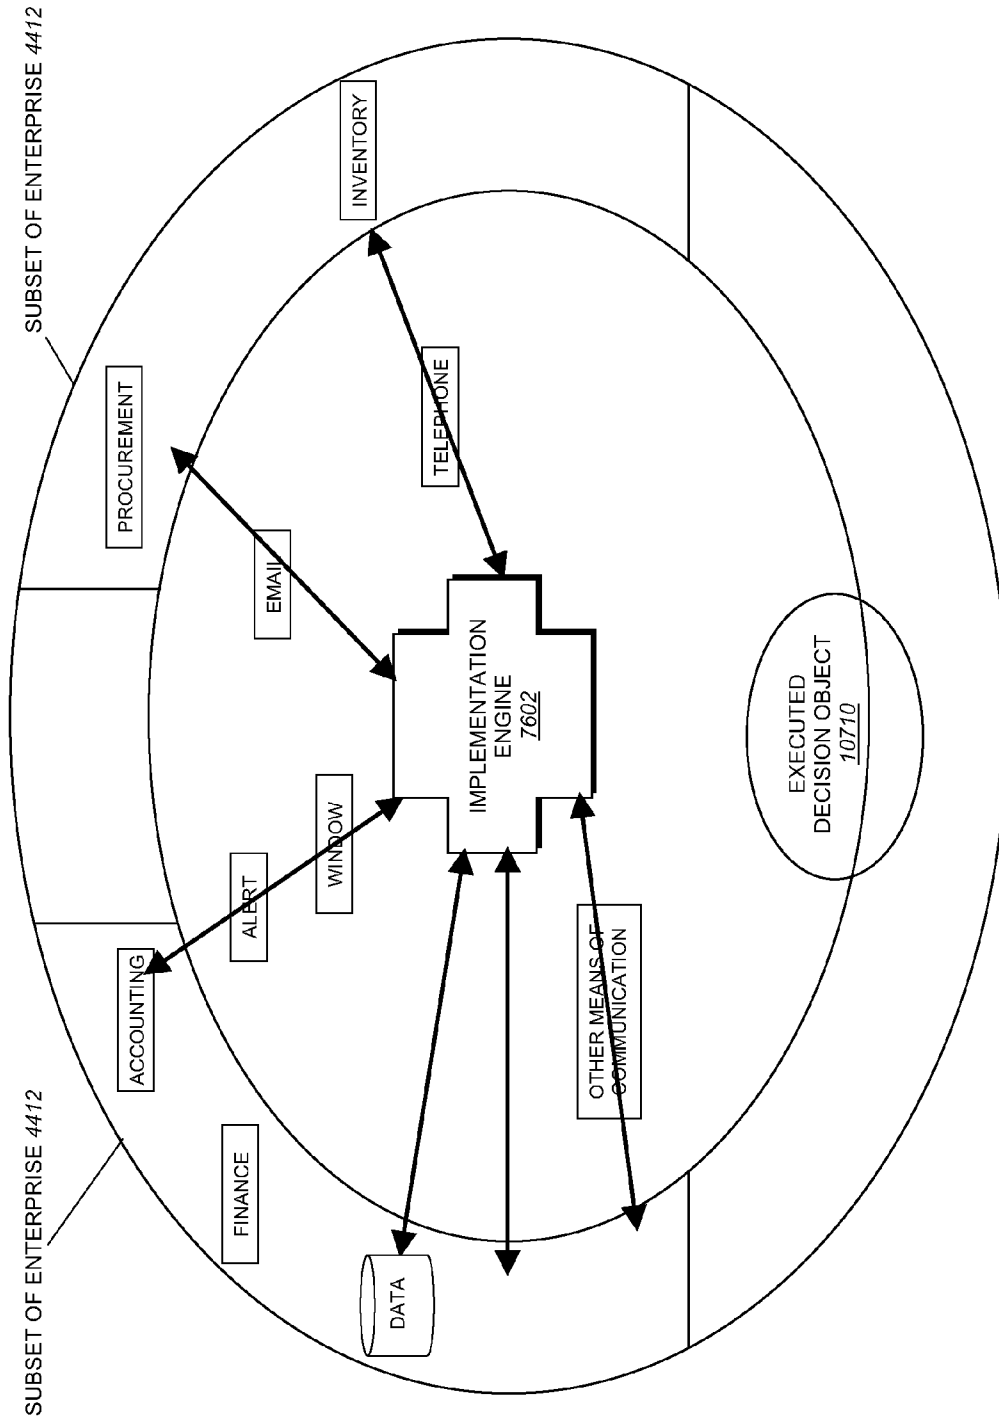 SUBSET OF ENTERPRISE 4412
SUBSET OF ENTERPRISE 4412
ACCOUNTING
PROCUREMENT
FINANCE
ALERT
EMAIL
WINDOW
INVENTORY
DATA
TELEPHONE
IMPLEMENTATION
ENGINE
7602
OTHER MEANS OF
COMMUNICATION
EXECUTED
DECISION OBJECT
10710